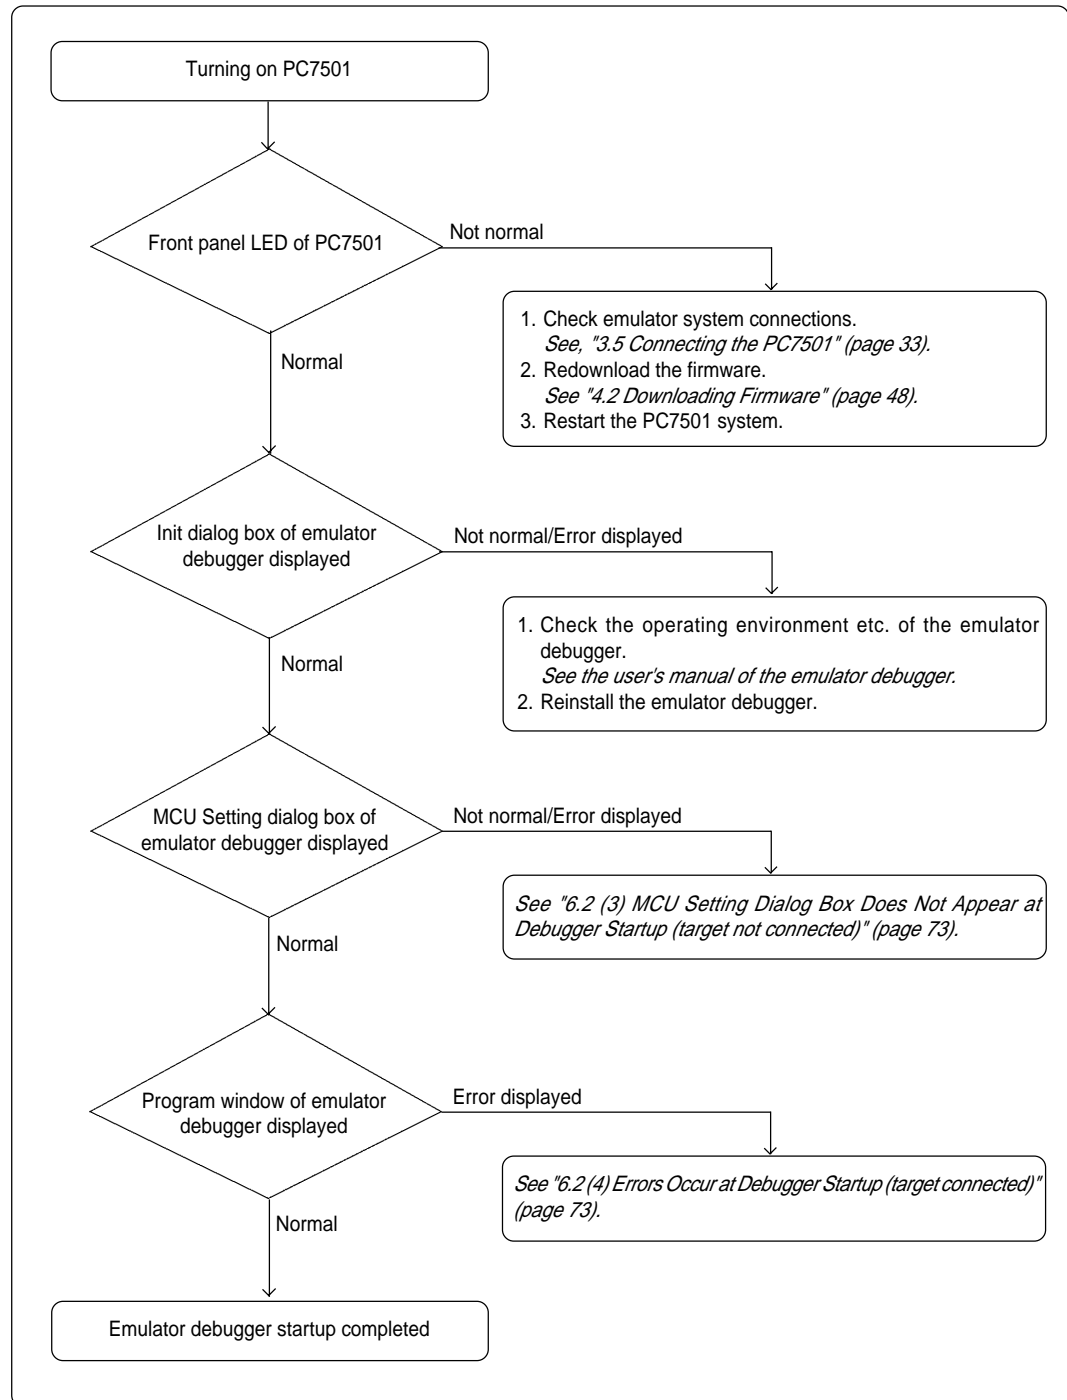 Turning on PC7501
Front panel LED of PC7501
Not normal
1. Check emulator system connections.
See, "3.5 Connecting the PC7501" (page 33).
2. Redownload the firmware.
See "4.2 Downloading Firmware" (page 48).
3. Restart the PC7501 system.
Normal
Init dialog box of emulator
debugger displayed
Not normal/Error displayed
1. Check the operating environment etc. of the emulator
debugger.
See the user's manual of the emulator debugger.
2. Reinstall the emulator debugger.
Normal
MCU Setting dialog box of
emulator debugger displayed
Not normal/Error displayed
See "6.2 (3) MCU Setting Dialog Box Does Not Appear at
Debugger Startup (target not connected)" (page 73).
Normal
Program window of emulator
debugger displayed
Error displayed
See "6.2 (4) Errors Occur at Debugger Startup (target connected)"
(page 73).
Normal
Emulator debugger startup completed